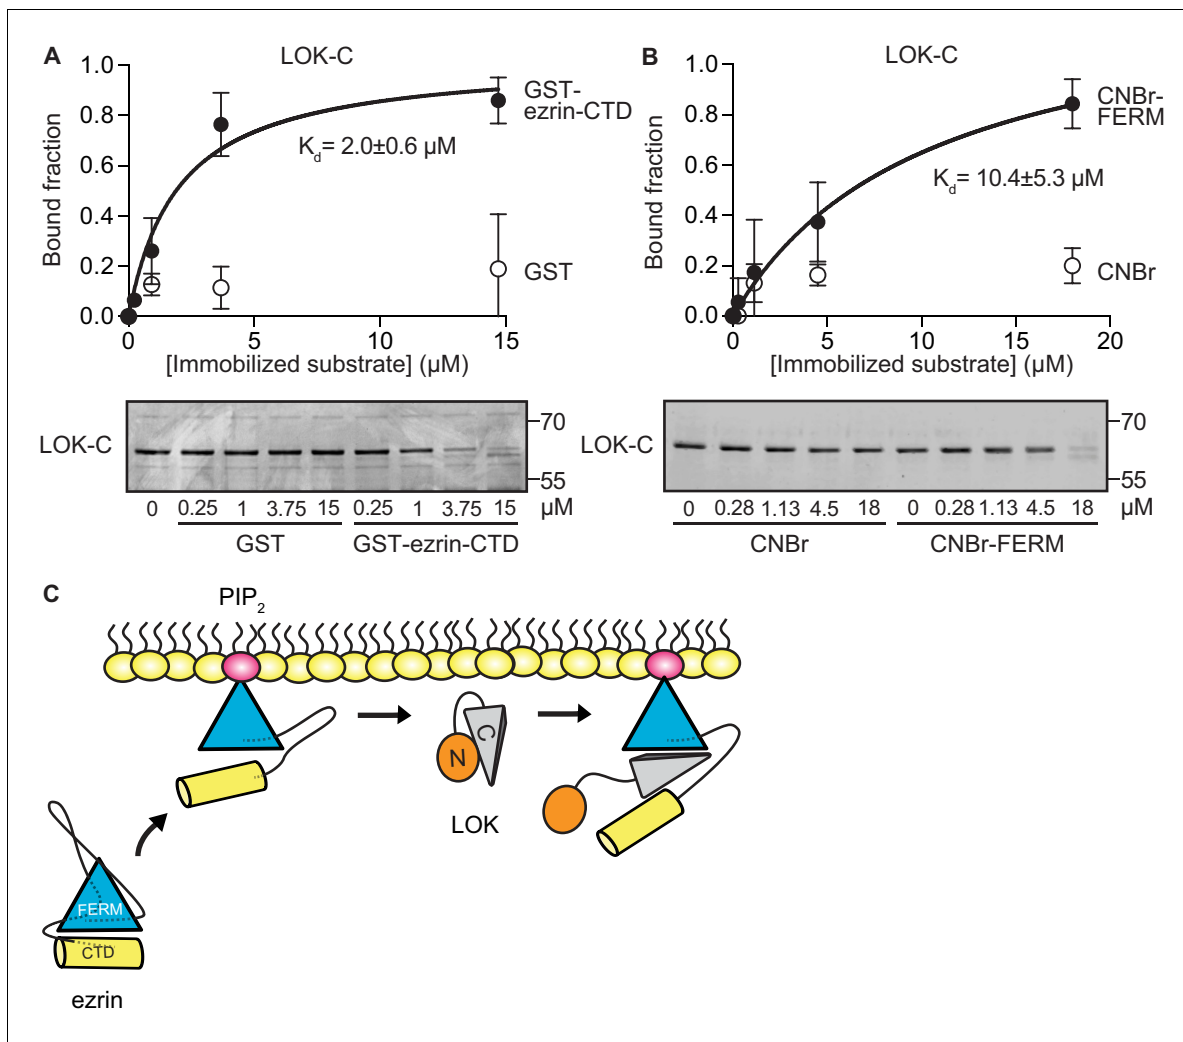 A
LOK-C
1.0
0.8
0.6
0.4
0.2
0.0
Bound fraction
GST-
ezrin-CTD
K_d= 2.0±0.6 µM
GST
0 5 10 15
[Immobilized substrate] (µM)
LOK-C
70
55
0 0.25 1 3.75 15 0.25 1 3.75 15 µM
GST GST-ezrin-CTD
B
LOK-C
1.0
0.8
0.6
0.4
0.2
0.0
Bound fraction
CNBr-
FERM
K_d= 10.4±5.3 µM
CNBr
0 5 10 15 20
[Immobilized substrate] (µM)
LOK-C
70
55
0 0.28 1.13 4.5 18 0 0.28 1.13 4.5 18
CNBr CNBr-FERM
C
PIP₂
N
C
LOK
FERM
CTD
ezrin